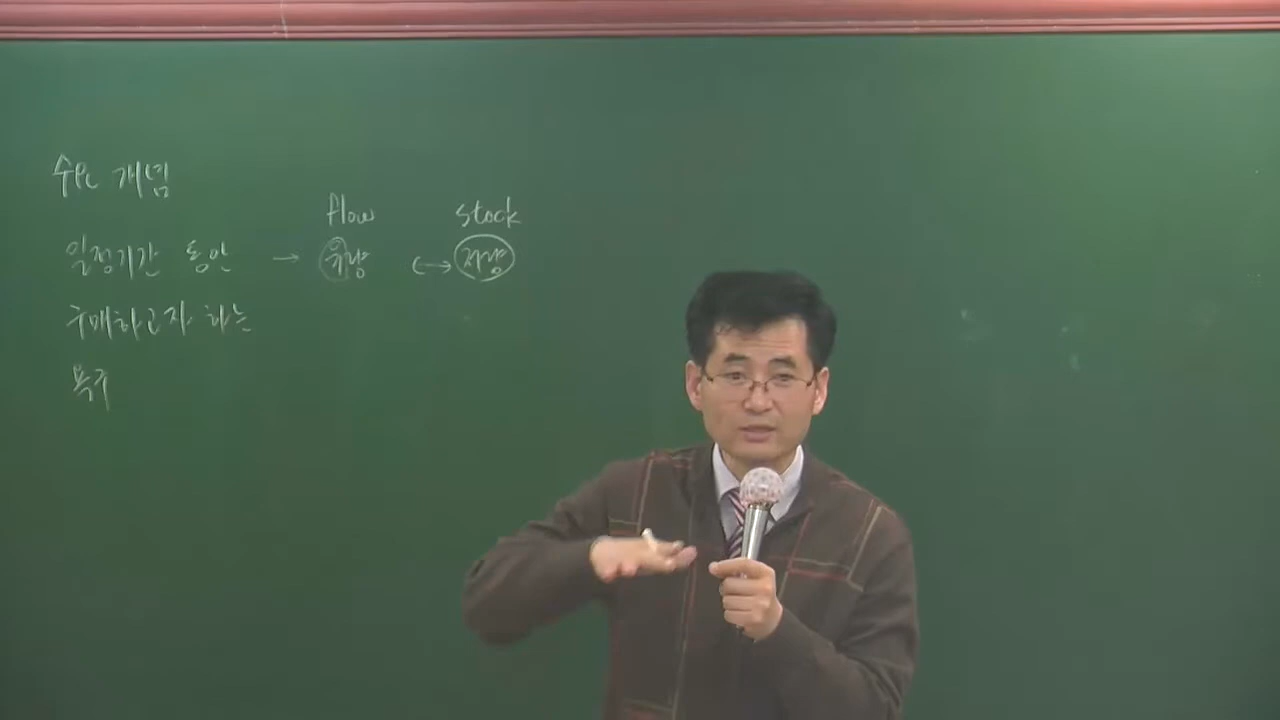 수요 개념
flow stock
일정기간 동안 → 유량 ↔ 저량
구매하고자 하는
욕구